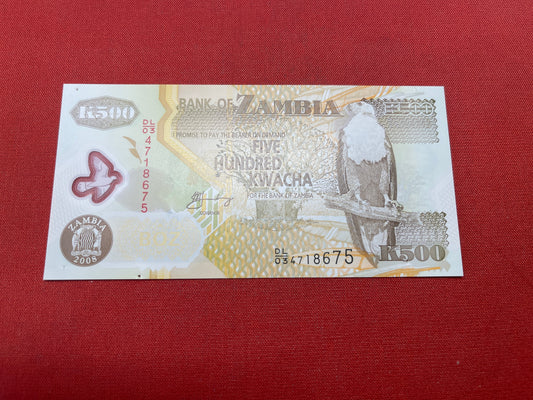 BANK OF ZAMBIA
K500
DL/03 4718675
I PROMISE TO PAY THE BEARER ON DEMAND
FIVE
HUNDRED
KWACHA
FOR THE BANK OF ZAMBIA
GOVERNOR
ZAMBIA
2008
DL/03 4718675
K500